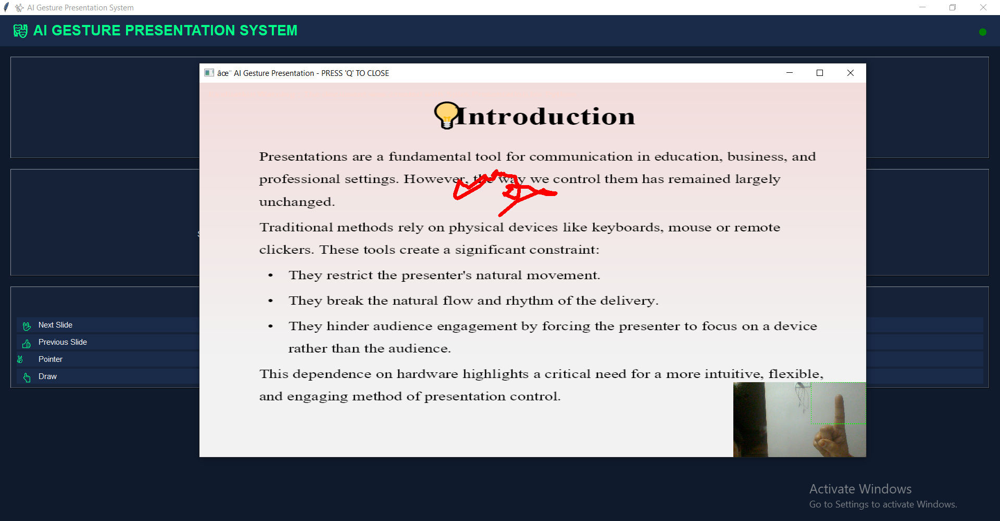 AI Gesture Presentation System
AI GESTURE PRESENTATION SYSTEM
âœ¨ AI Gesture Presentation - PRESS 'Q' TO CLOSE
Introduction
Presentations are a fundamental tool for communication in education, business, and
professional settings. However, the way we control them has remained largely
unchanged.
Traditional methods rely on physical devices like keyboards, mouse or remote
clickers. These tools create a significant constraint:
• They restrict the presenter's natural movement.
• They break the natural flow and rhythm of the delivery.
• They hinder audience engagement by forcing the presenter to focus on a device
rather than the audience.
This dependence on hardware highlights a critical need for a more intuitive, flexible,
and engaging method of presentation control.
Next Slide
Previous Slide
Pointer
Draw
Activate Windows
Go to Settings to activate Windows.